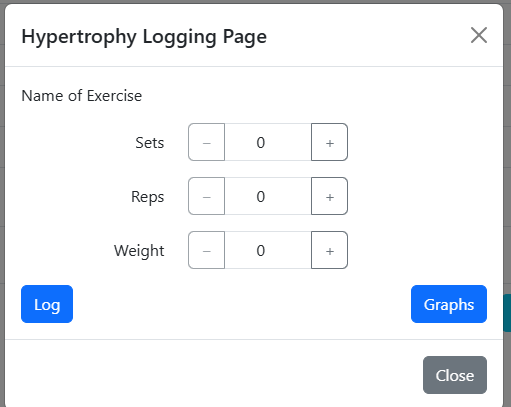 Hypertrophy Logging Page
Name of Exercise
Sets − 0 +
Reps − 0 +
Weight − 0 +
Log Graphs
Close